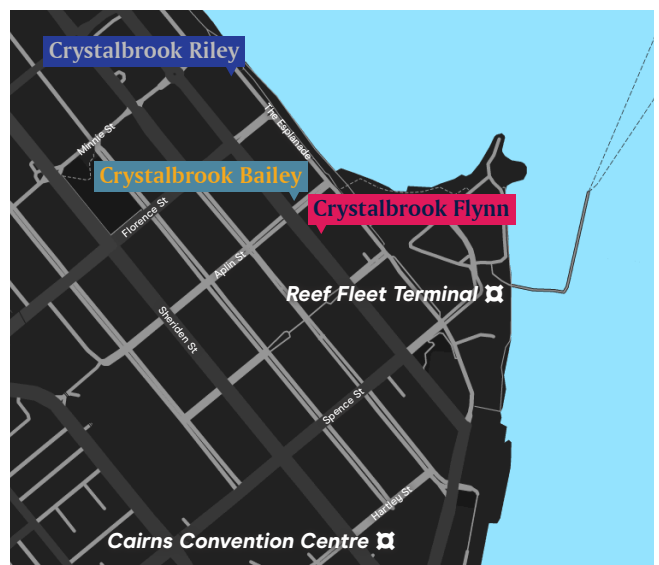 Crystalbrook Riley
The Esplanade
Minnie St
Crystalbrook Bailey
Florence St
Crystalbrook Flynn
Aplin St
Reef Fleet Terminal
Sheriden St
Spence St
Hartley St
Cairns Convention Centre